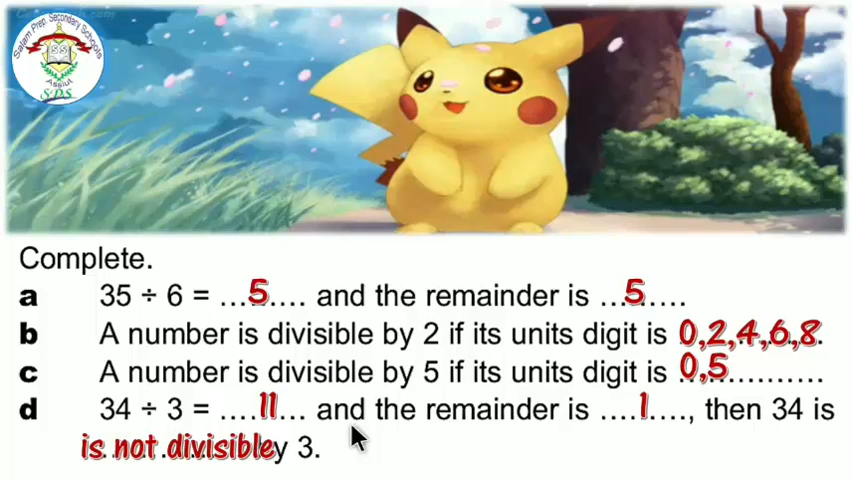 Salam Prep Secondary Schools
Assiut
S.P.S
Complete.
a 35 ÷ 6 = ...5...... and the remainder is ...5......
b A number is divisible by 2 if its units digit is 0,2,4,6,8.
c A number is divisible by 5 if its units digit is 0,5...............
d 34 ÷ 3 = ....11... and the remainder is ....1....., then 34 is
is not divisible by 3.